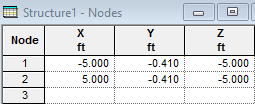 Structure1 - Nodes
Node X ft Y ft Z ft
1 -5.000 -0.410 -5.000
2 5.000 -0.410 -5.000
3